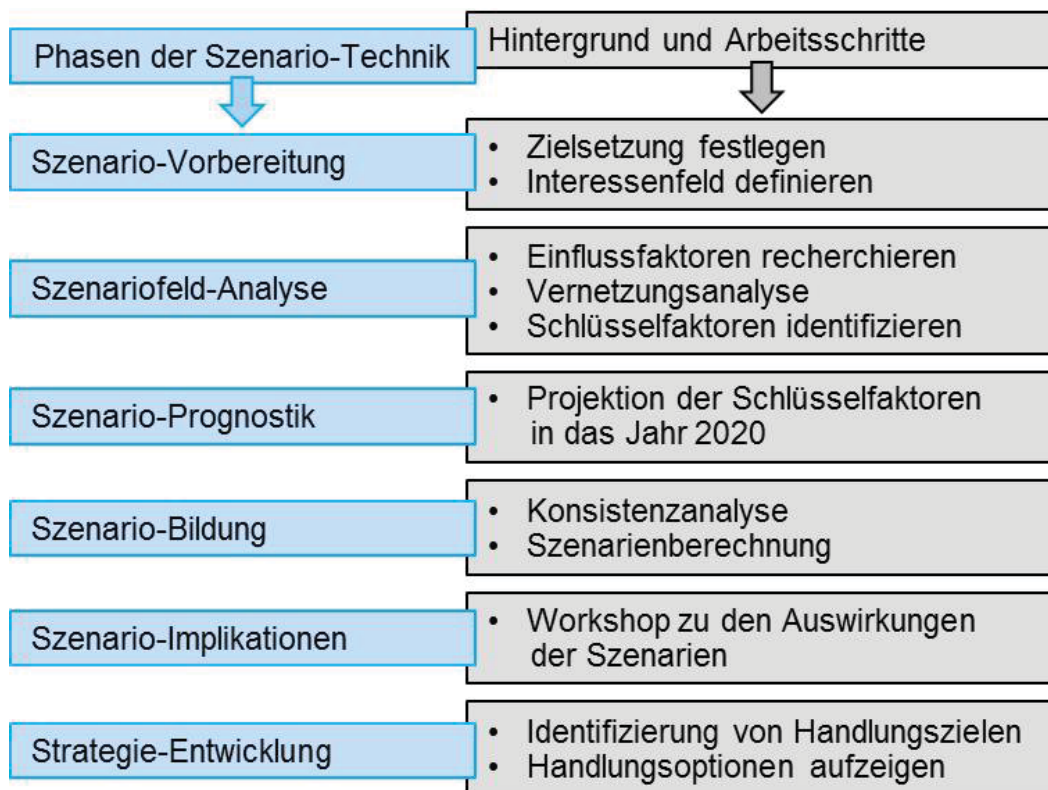 Phasen der Szenario-Technik
Hintergrund und Arbeitsschritte
Szenario-Vorbereitung
• Zielsetzung festlegen
• Interessenfeld definieren
Szenariofeld-Analyse
• Einflussfaktoren recherchieren
• Vernetzungsanalyse
• Schlüsselfaktoren identifizieren
Szenario-Prognostik
• Projektion der Schlüsselfaktoren
in das Jahr 2020
Szenario-Bildung
• Konsistenzanalyse
• Szenarienberechnung
Szenario-Implikationen
• Workshop zu den Auswirkungen
der Szenarien
Strategie-Entwicklung
• Identifizierung von Handlungszielen
• Handlungsoptionen aufzeigen